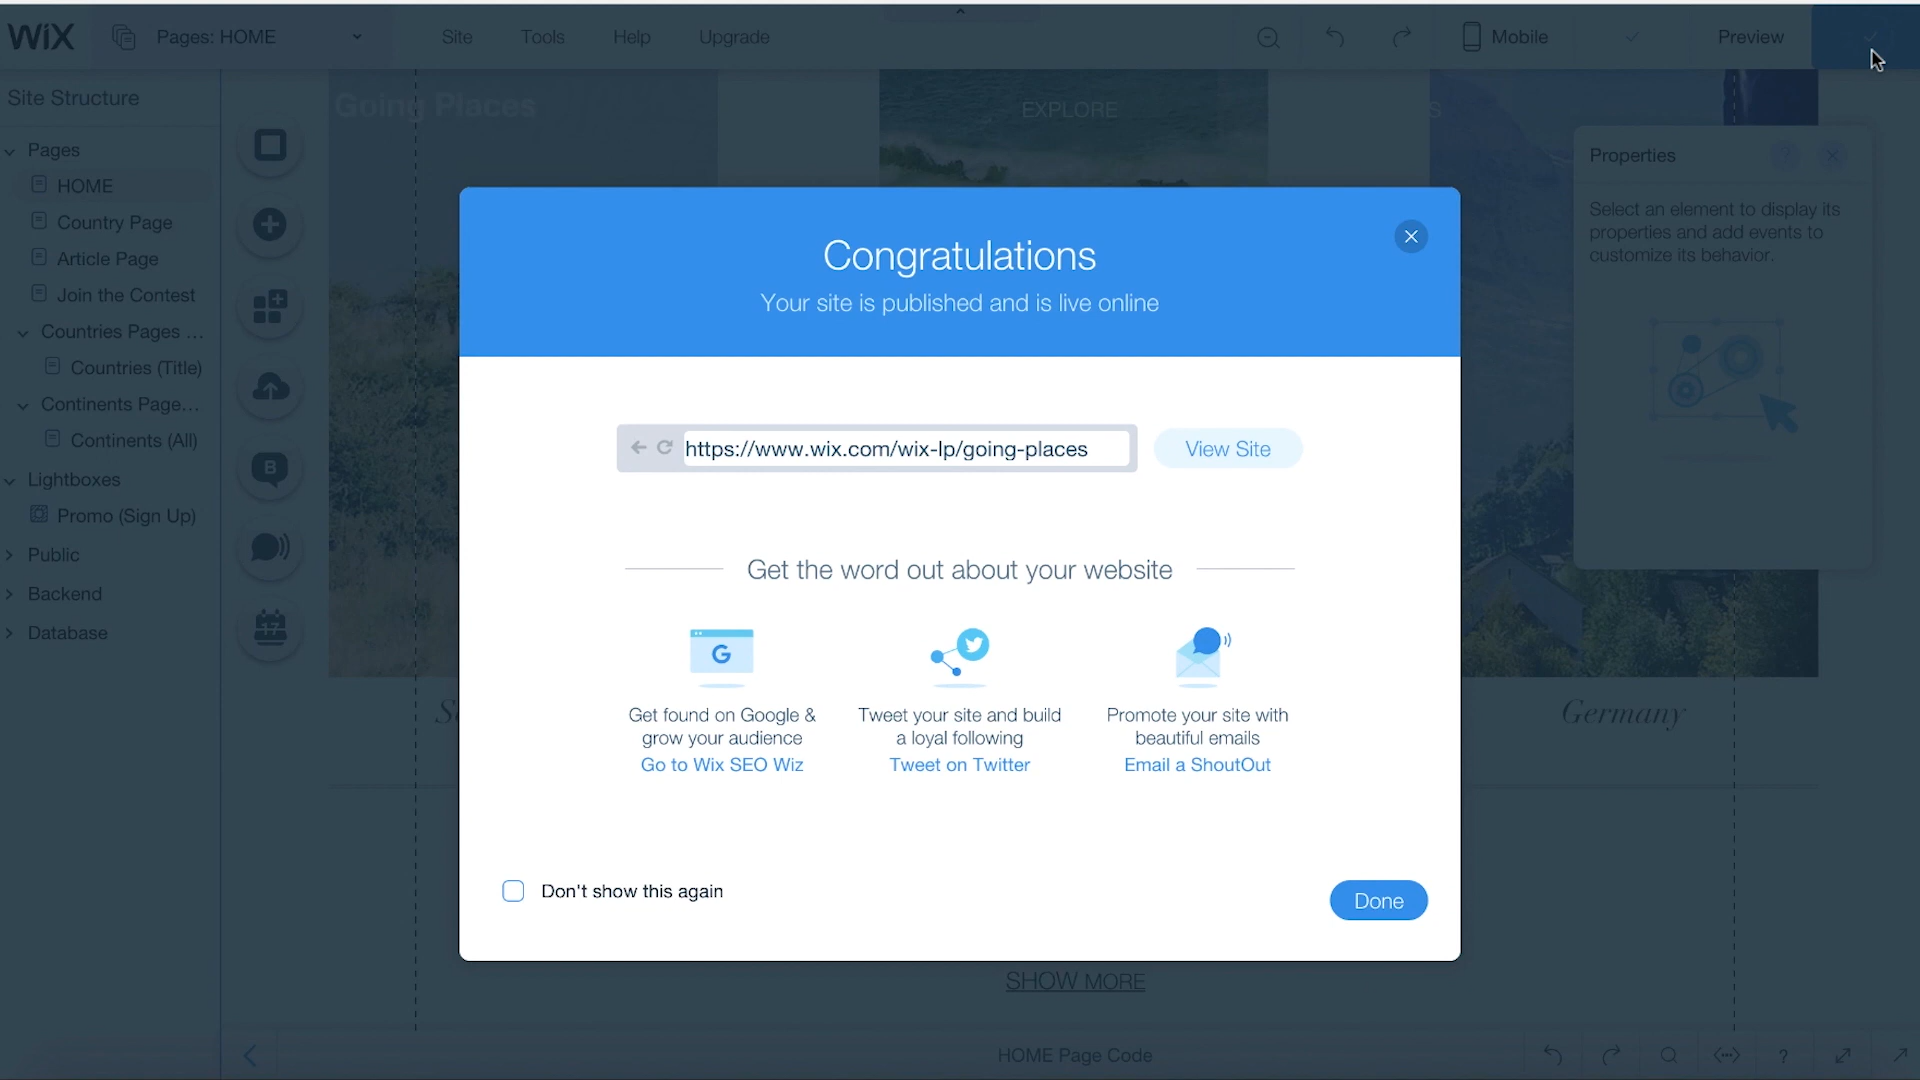 WiX
Pages: HOME
Site
Tools
Help
Upgrade
Mobile
Preview
Site Structure
Pages
HOME
Country Page
Article Page
Join the Contest
Countries Pages ...
Countries (Title)
Continents Page...
Continents (All)
Lightboxes
Promo (Sign Up)
Public
Backend
Database
B
17
Going Places
EXPLORE
S
Properties
?
Select an element to display its
properties and add events to
customize its behavior.
Congratulations
Your site is published and is live online
https://www.wix.com/wix-lp/going-places
View Site
Get the word out about your website
G
Get found on Google &
grow your audience
Go to Wix SEO Wiz
Tweet your site and build
a loyal following
Tweet on Twitter
Promote your site with
beautiful emails
Email a ShoutOut
Don't show this again
Done
Germany
SHOW MORE
HOME Page Code
?